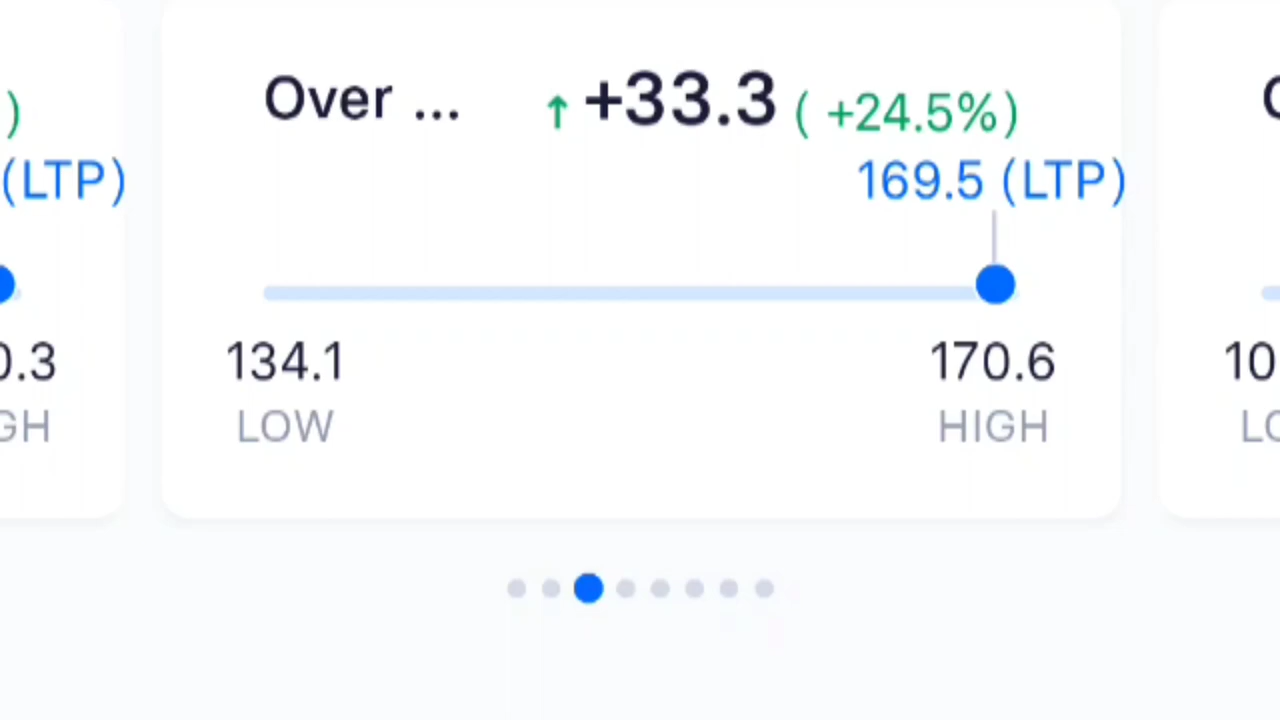 Over ... ↑ +33.3 ( +24.5%)
(LTP) 169.5 (LTP)
134.1 170.6
LOW HIGH